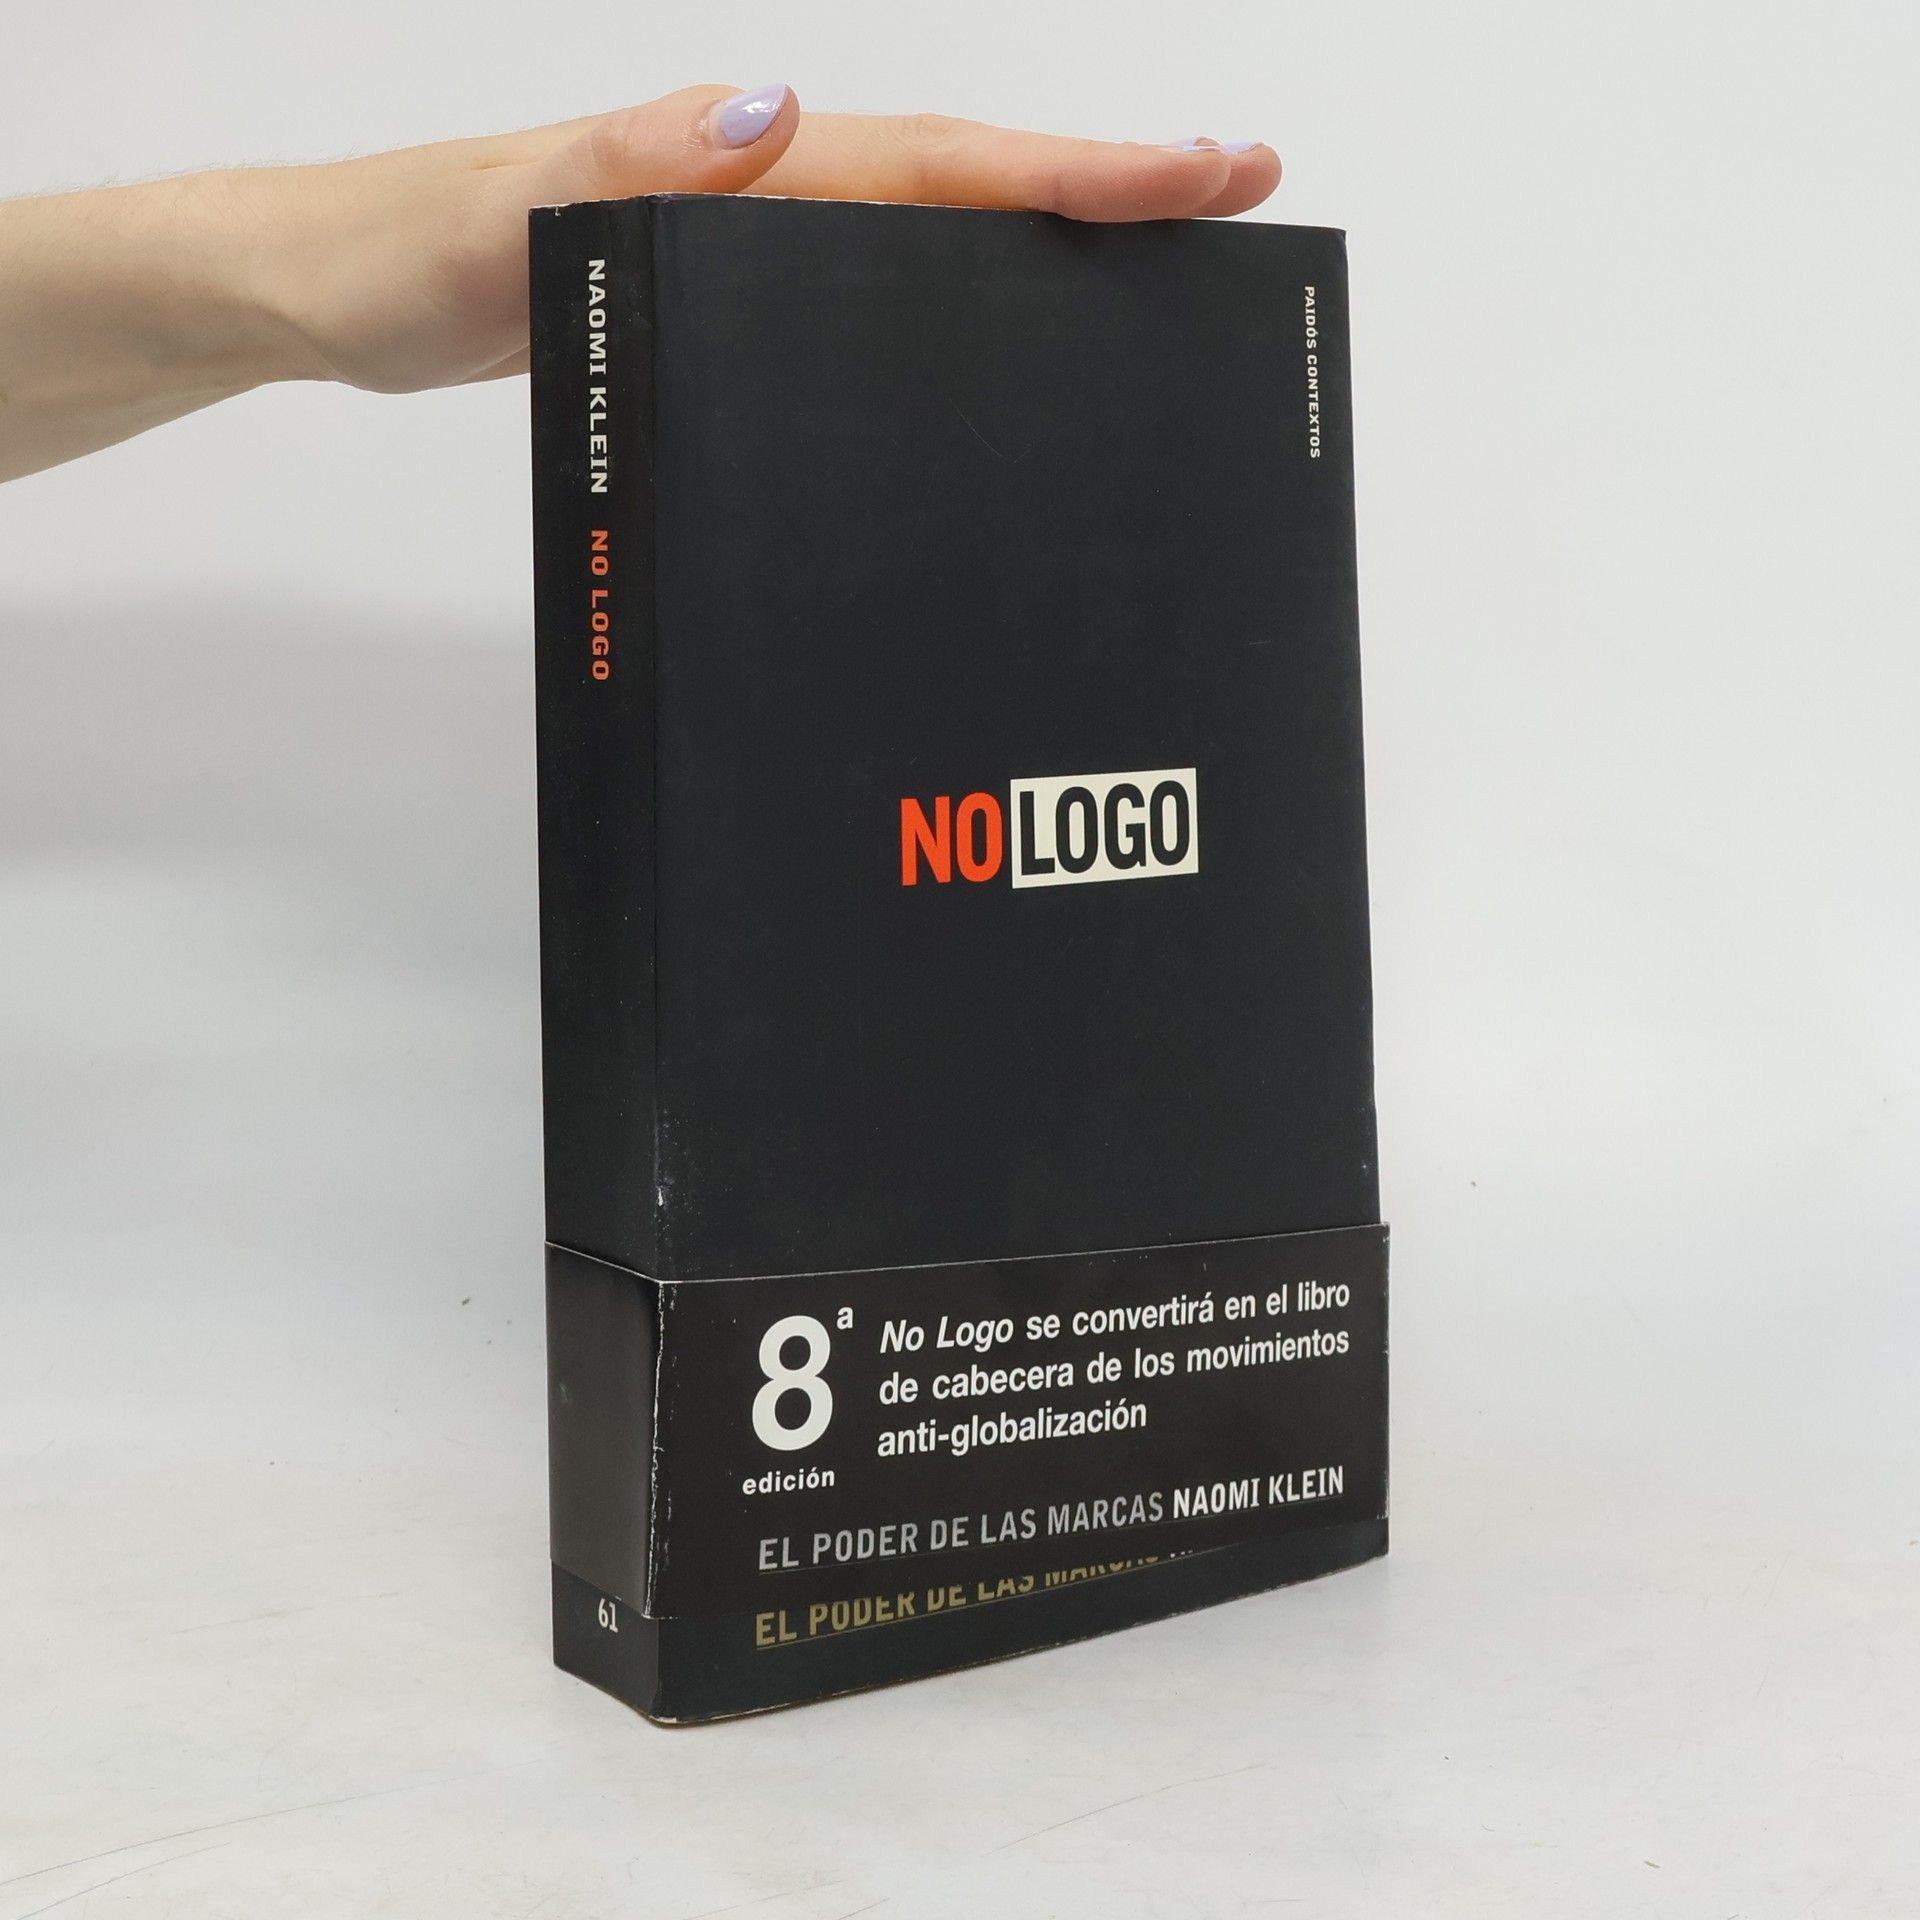 NAOMI KLEIN NO LOGO
PAIDÓS CONTEXTOS
NO LOGO
8ª
edición
No Logo se convertirá en el libro
de cabecera de los movimientos
anti-globalización
EL PODER DE LAS MARCAS NAOMI KLEIN
EL PODER DE LAS MARCAS
61